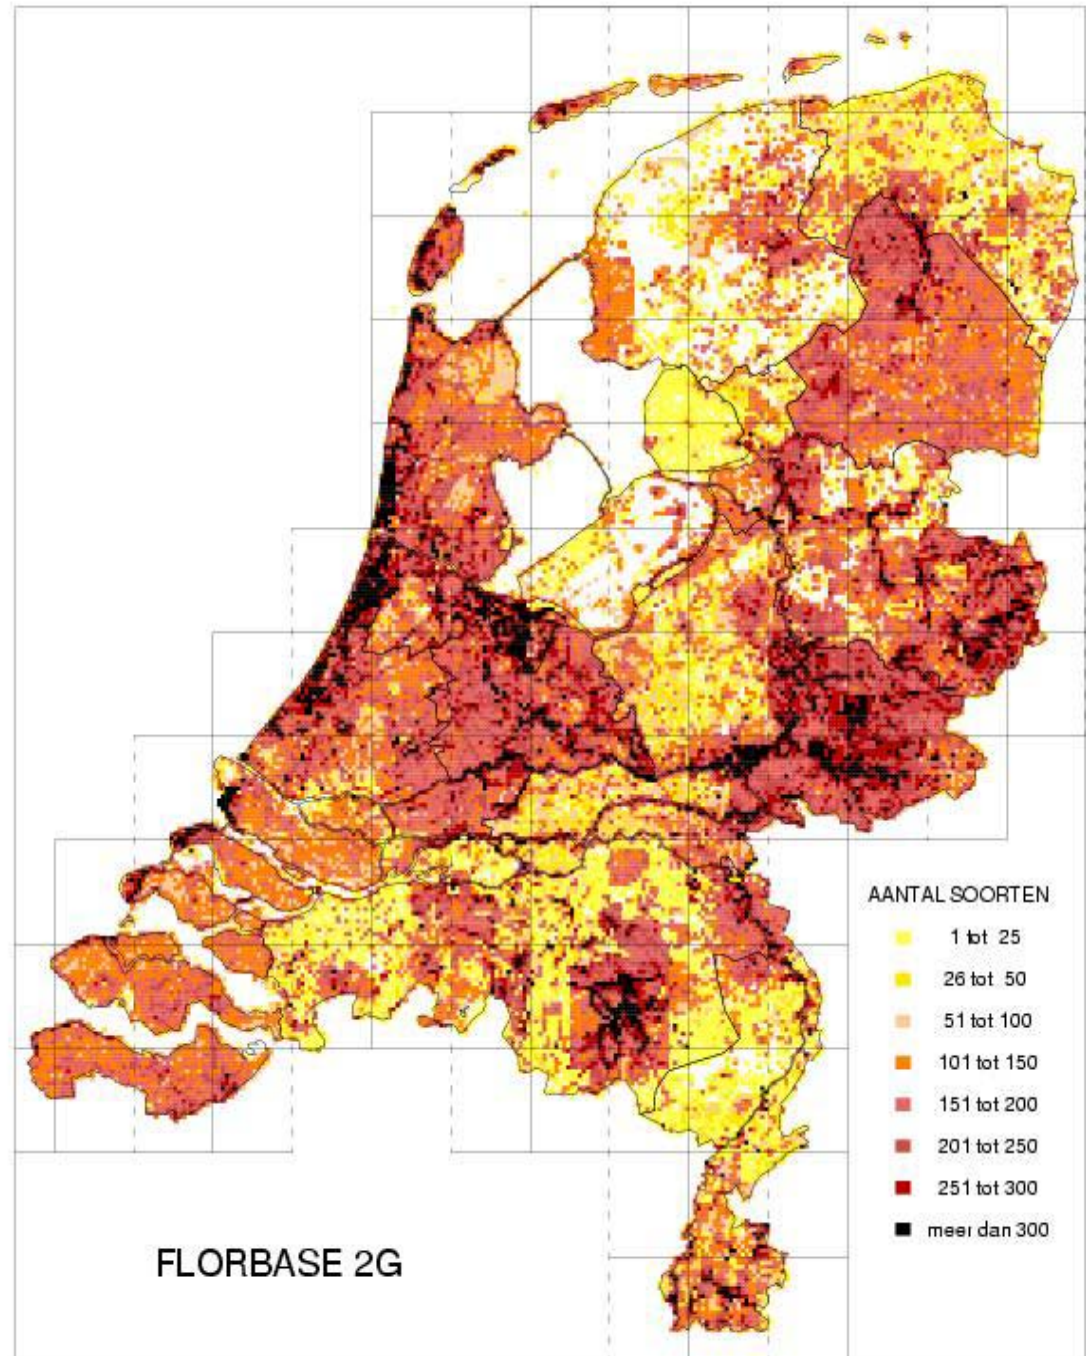 AANTAL SOORTEN
1 tot 25
26 tot 50
51 tot 100
101 tot 150
151 tot 200
201 tot 250
251 tot 300
meer dan 300
FLORBASE 2G